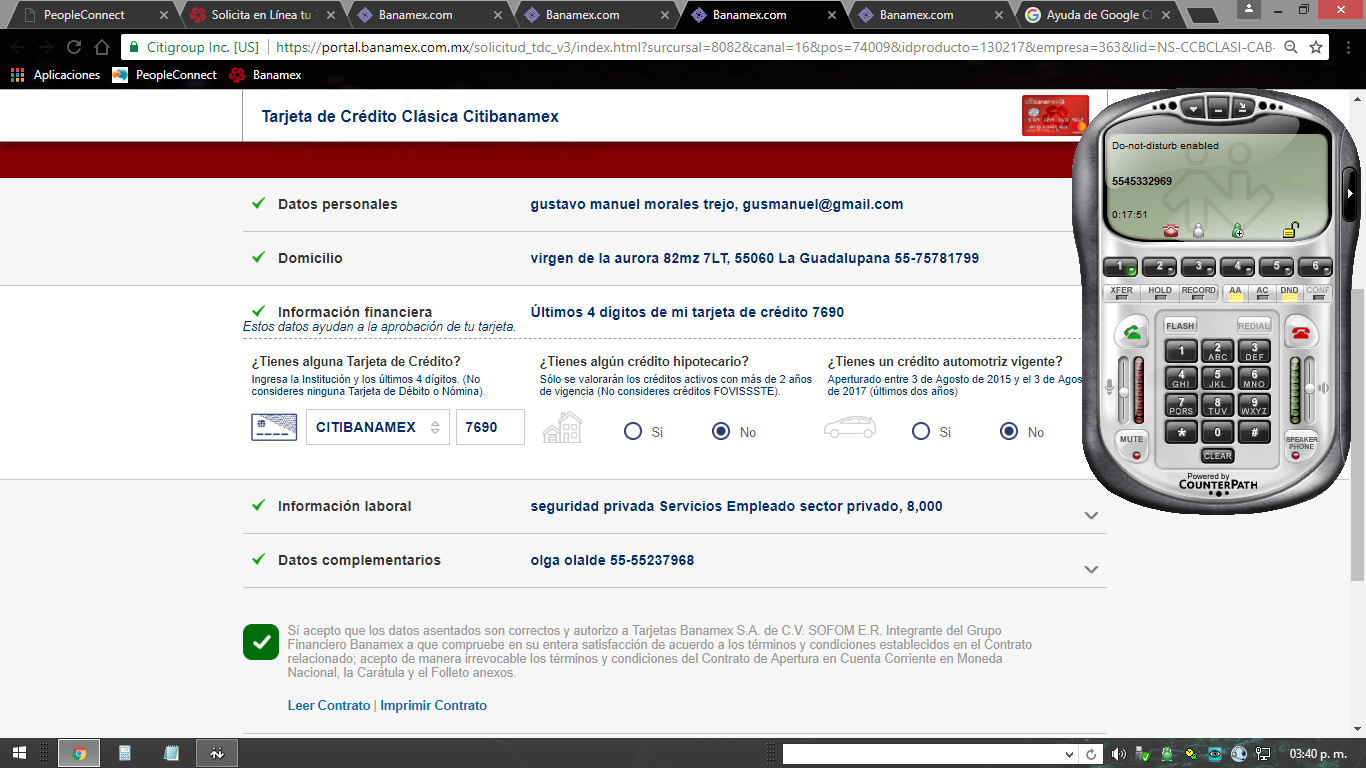 PeopleConnect
Solicita en Línea tu T
Banamex.com
Banamex.com
Banamex.com
Banamex.com
Ayuda de Google Ch
Citigroup Inc. [US] | https://portal.banamex.com.mx/solicitud_tdc_v3/index.html?surcursal=8082&canal=16&pos=74009&idproducto=130217&empresa=363&lid=NS-CCBCLASI-CAB-
Aplicaciones PeopleConnect Banamex
Tarjeta de Crédito Clásica Citibanamex
Datos personales gustavo manuel morales trejo, gusmanuel@gmail.com
Domicilio virgen de la aurora 82mz 7LT, 55060 La Guadalupana 55-75781799
Información financiera Últimos 4 dígitos de mi tarjeta de crédito 7690
Estos datos ayudan a la aprobación de tu tarjeta.
¿Tienes alguna Tarjeta de Crédito?
Ingresa la Institución y los últimos 4 dígitos. (No
consideres ninguna Tarjeta de Débito o Nómina).
CITIBANAMEX 7690
¿Tienes algún crédito hipotecario?
Sólo se valorarán los créditos activos con más de 2 años
de vigencia (No consideres créditos FOVISSSTE).
Si No
¿Tienes un crédito automotriz vigente?
Aperturado entre 3 de Agosto de 2015 y el 3 de Agos
de 2017 (últimos dos años)
Si No
Información laboral seguridad privada Servicios Empleado sector privado, 8,000
Datos complementarios olga olalde 55-55237968
Sí acepto que los datos asentados son correctos y autorizo a Tarjetas Banamex S.A. de C.V. SOFOM E.R. Integrante del Grupo
Financiero Banamex a que compruebe en su entera satisfacción de acuerdo a los términos y condiciones establecidos en el Contrato
relacionado; acepto de manera irrevocable los términos y condiciones del Contrato de Apertura en Cuenta Corriente en Moneda
Nacional, la Carátula y el Folleto anexos.
Leer Contrato | Imprimir Contrato
Do-not-disturb enabled
5545332969
0:17:51
1 2 3 4 5 6
XFER HOLD RECORD AA AC DND CONF
FLASH REDIAL
1 2 ABC 3 DEF
4 GHI 5 JKL 6 MNO
7 PQRS 8 TUV 9 WXYZ
* 0 #
MUTE
SPEAKER
PHONE
CLEAR
Powered by
COUNTERPATH
03:40 p. m.